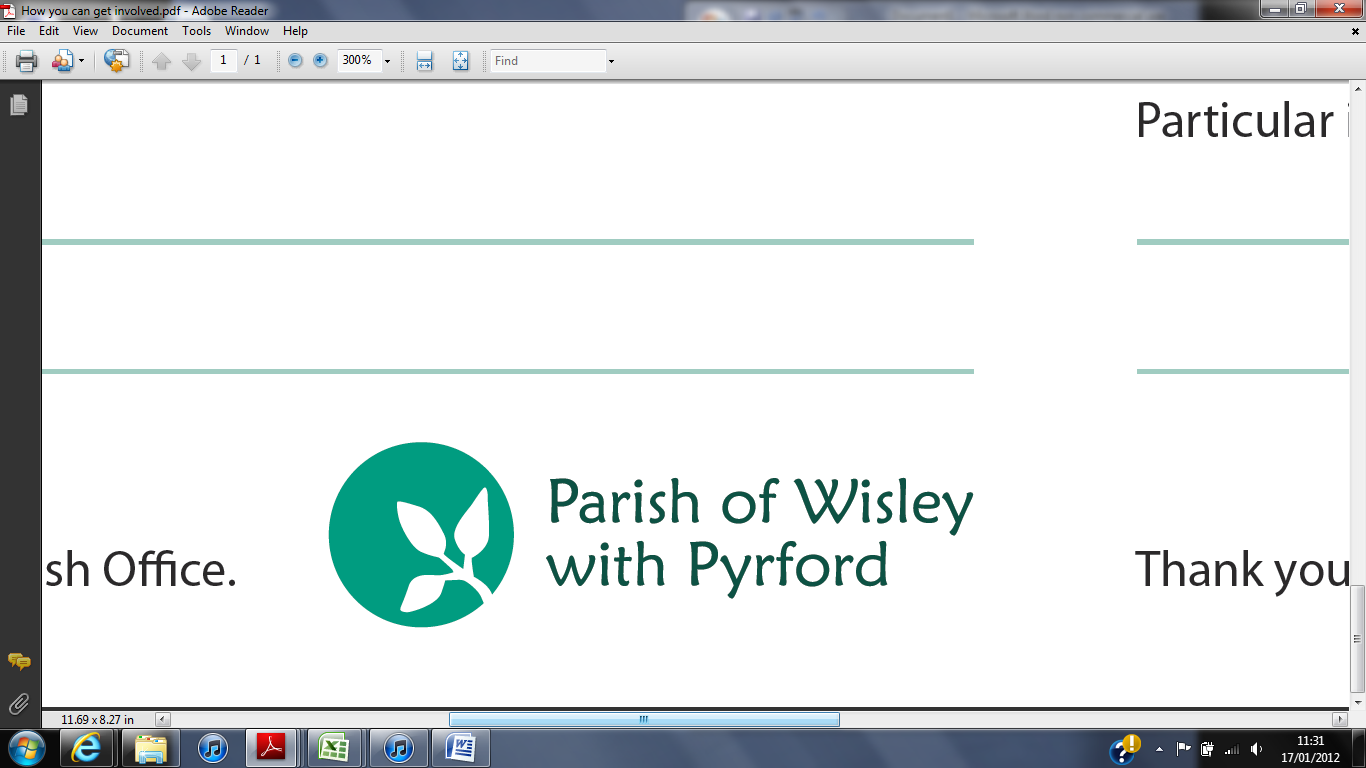 How you can get involved.pdf - Adobe Reader
File Edit View Document Tools Window Help
1 / 1 300% Find
Particular
Parish of Wisley
with Pyrford
sh Office.
Thank you
11.69 x 8.27 in
11:31
17/01/2012